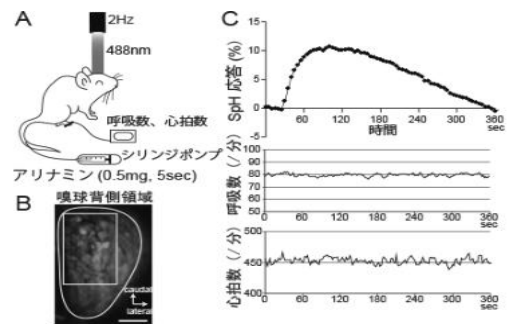 A
2Hz
488nm
呼吸数、心拍数
シリンジポンプ
アリナミン (0.5mg, 5sec)
B
嗅球背側領域
caudal
lateral
C
SpH 応答 (%)
15
10
5
0
-5
0 60 120 180 240 300 360
時間
sec
呼吸数 (/分)
100
90
80
70
60
50
0 60 120 180 240 300 360
sec
心拍数 (/分)
500
450
400
0 60 120 180 240 300 360
sec